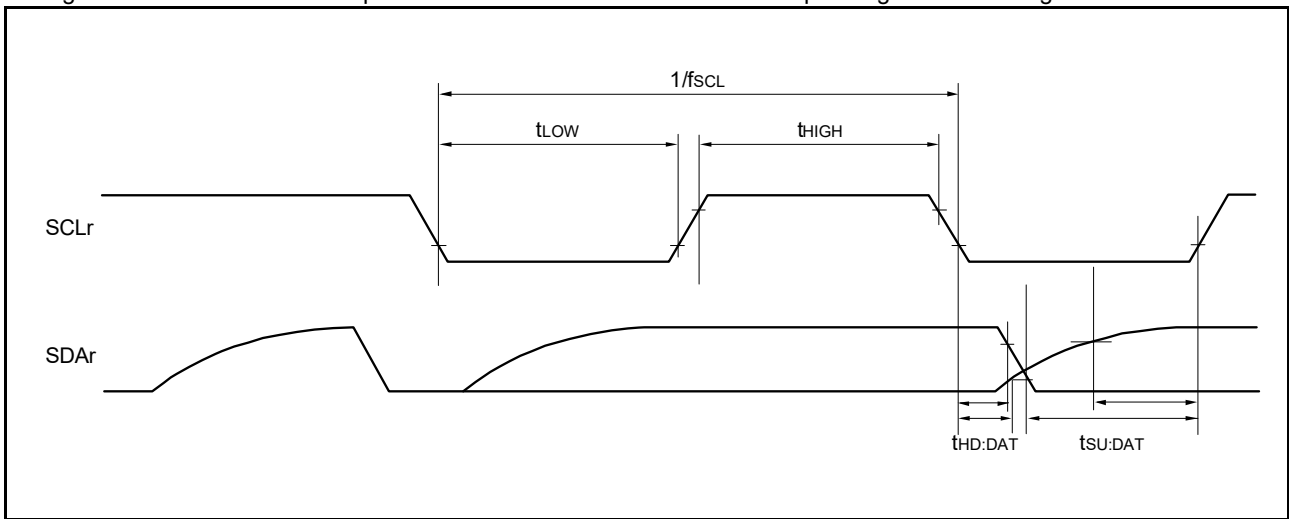 1/fSCL
tLOW
tHIGH
SCLr
SDAr
tHD:DAT
tSU:DAT